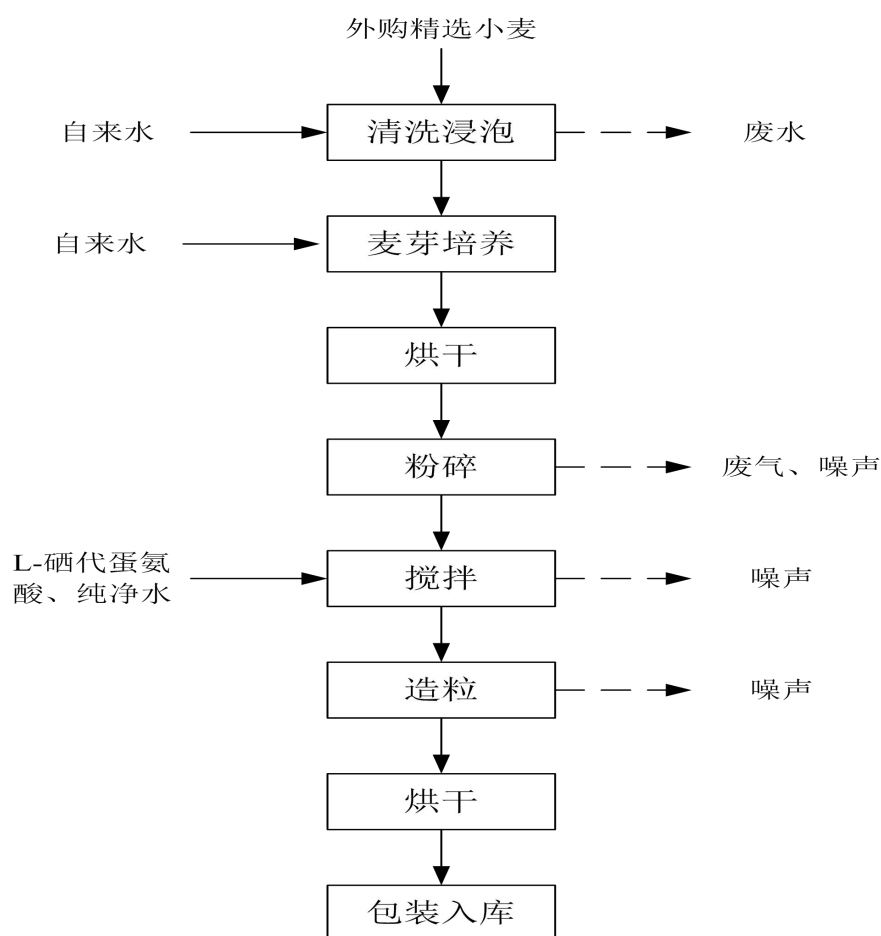 外购精选小麦
自来水
清洗浸泡
废水
自来水
麦芽培养
烘干
粉碎
废气、噪声
L-硒代蛋氨
酸、纯净水
搅拌
噪声
造粒
噪声
烘干
包装入库